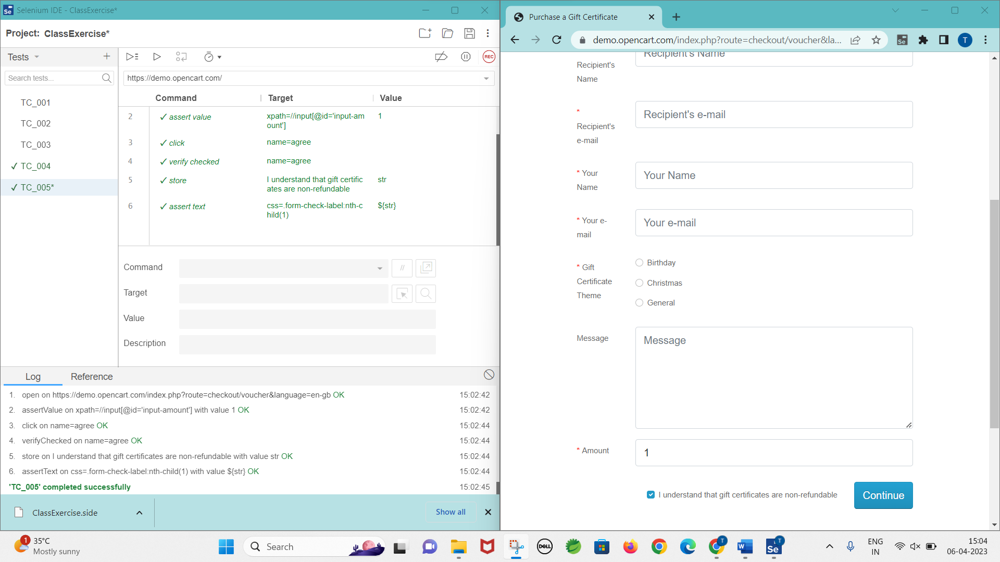 Selenium IDE - ClassExercise*
Project: ClassExercise*
Tests
REC
Search tests...
https://demo.opencart.com/
TC_001
TC_002
TC_003
✓ TC_004
✓ TC_005*
Command Target Value
2 ✓ assert value xpath=//input[@id='input-am 1
ount']
3 ✓ click name=agree
4 ✓ verify checked name=agree
5 ✓ store I understand that gift certific str
ates are non-refundable
6 ✓ assert text css=.form-check-label:nth-c ${str}
hild(1)
Command
//
Target
Value
Description
Log Reference
1. open on https://demo.opencart.com/index.php?route=checkout/voucher&language=en-gb OK 15:02:42
2. assertValue on xpath=//input[@id='input-amount'] with value 1 OK 15:02:42
3. click on name=agree OK 15:02:44
4. verifyChecked on name=agree OK 15:02:44
5. store on I understand that gift certificates are non-refundable with value str OK 15:02:44
6. assertText on css=.form-check-label:nth-child(1) with value ${str} OK 15:02:44
'TC_005' completed successfully 15:02:45
ClassExercise.side
Show all
Purchase a Gift Certificate
demo.opencart.com/index.php?route=checkout/voucher&la...
Se
T
Recipient's Name
Recipient's
Name
*
Recipient's
e-mail
Recipient's e-mail
* Your
Name
Your Name
* Your e-
mail
Your e-mail
* Gift
Certificate
Theme
Birthday
Christmas
General
Message
Message
* Amount
1
I understand that gift certificates are non-refundable
Continue
1
35°C
Mostly sunny
Search
DELL
T
W
Se
T
ENG
IN
15:04
06-04-2023